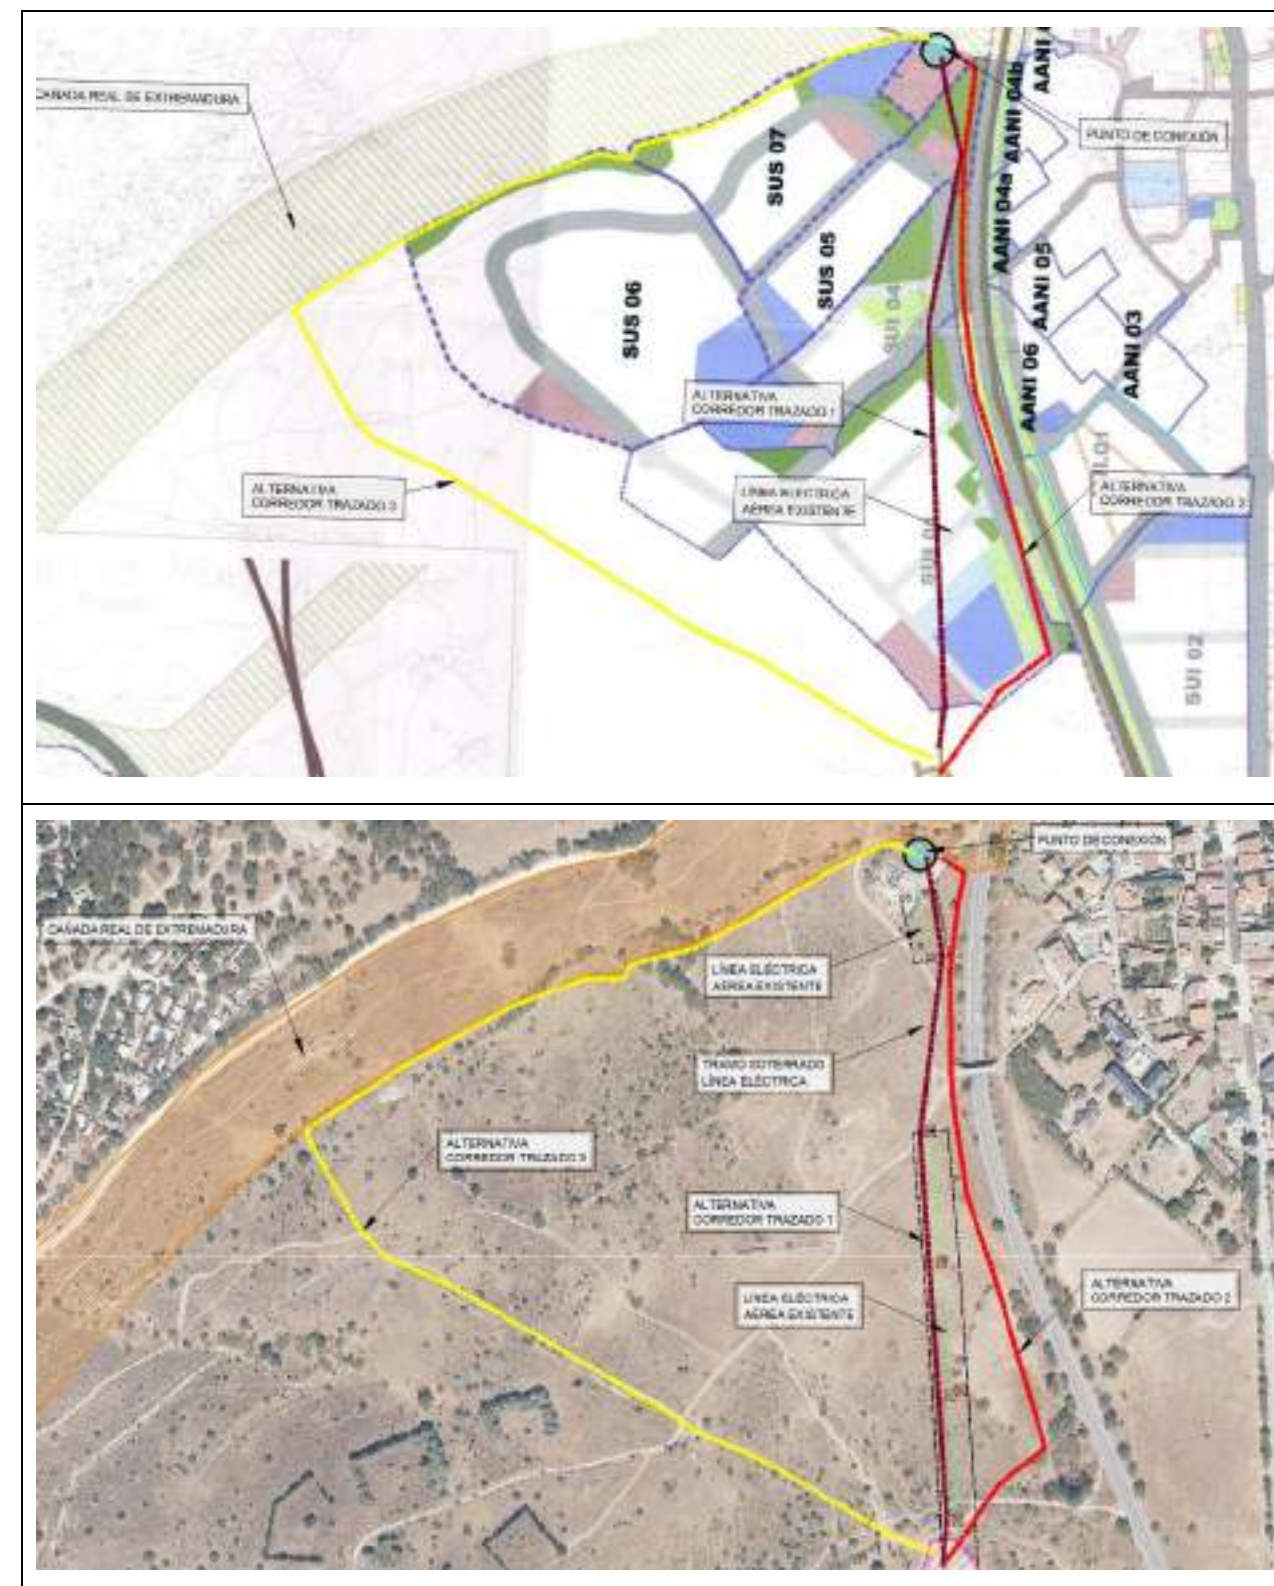 CAÑADA REAL DE EXTREMADURA
PUNTO DE CONEXIÓN
AANI 04b
AANI 04a
SUS 07
SUS 05
SUS 06
SUI 04
AANI 05
AANI 06
AANI 03
ALTERNATIVA
CORREDOR TRAZADO 1
ALTERNATIVA
CORREDOR TRAZADO 3
LÍNEA ELÉCTRICA
AÉREA EXISTENTE
ALTERNATIVA
CORREDOR TRAZADO 2
SUI 02
PUNTO DE CONEXIÓN
CAÑADA REAL DE EXTREMADURA
LÍNEA ELÉCTRICA
AÉREA EXISTENTE
TRAMO SOTERRADO
LÍNEA ELÉCTRICA
ALTERNATIVA
CORREDOR TRAZADO 3
ALTERNATIVA
CORREDOR TRAZADO 1
ALTERNATIVA
CORREDOR TRAZADO 2
LÍNEA ELÉCTRICA
AÉREA EXISTENTE